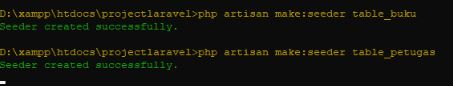 D:\xampp\htdocs\projectlaravel>php artisan make:seeder table_buku
Seeder created successfully.
D:\xampp\htdocs\projectlaravel>php artisan make:seeder table_petugas
Seeder created successfully.